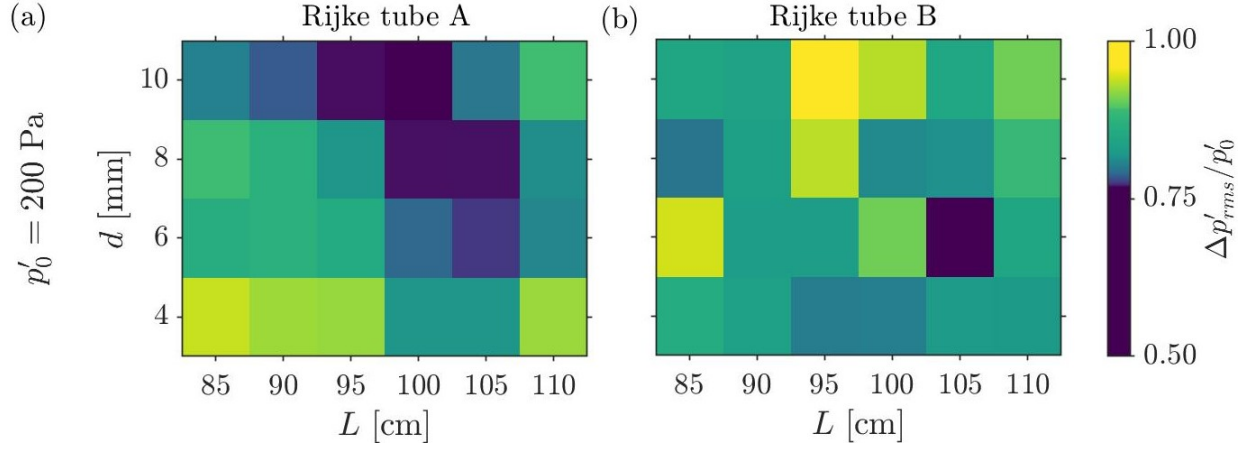 (a)
Rijke tube A
(b)
Rijke tube B
p′₀ = 200 Pa
d [mm]
10
8
6
4
85 90 95 100 105 110
L [cm]
85 90 95 100 105 110
L [cm]
1.00
0.75
0.50
Δp′rms/p′₀